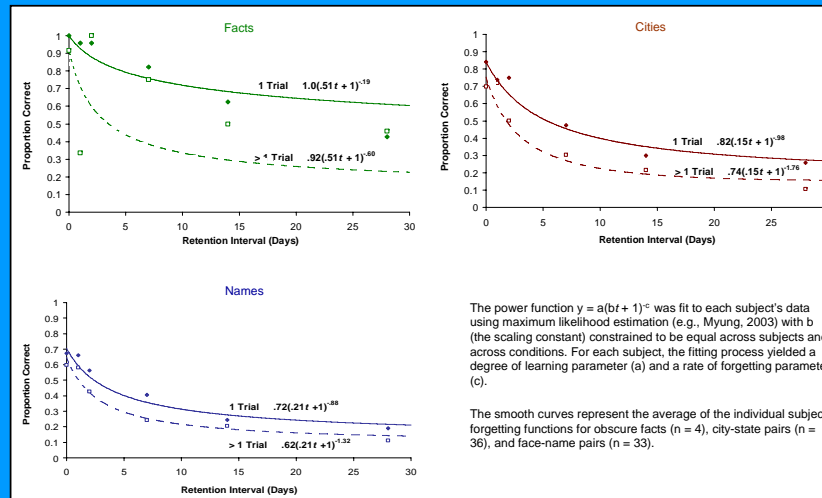 Facts
1
0.9
0.8
0.7
0.6
0.5
0.4
0.3
0.2
0.1
0
Proportion Correct
1 Trial 1.0(.51t + 1)-.19
Trial .92(.51t + 1)-.60
0 5 10 15 20 25 30
Retention Interval (Days)
Cities
1
0.9
0.8
0.7
0.6
0.5
0.4
0.3
0.2
0.1
0
Proportion Correct
1 Trial .82(.15t + 1)-.98
> 1 Trial .74(.15t + 1)-1.76
0 5 10 15 20 25
Retention Interval (Days)
Names
1
0.9
0.8
0.7
0.6
0.5
0.4
0.3
0.2
0.1
0
Proportion Correct
1 Trial .72(.21t +1)-.88
> 1 Trial .62(.21t +1)-1.32
0 5 10 15 20 25 30
Retention Interval (Days)
The power function y = a(bt + 1)-c was fit to each subject's data
using maximum likelihood estimation (e.g., Myung, 2003) with b
(the scaling constant) constrained to be equal across subjects
across conditions. For each subject, the fitting process yielded a
degree of learning parameter (a) and a rate of forgetting
(c).
The smooth curves represent the average of the individual
forgetting functions for obscure facts (n = 4), city-state pairs (n =
36), and face-name pairs (n = 33).